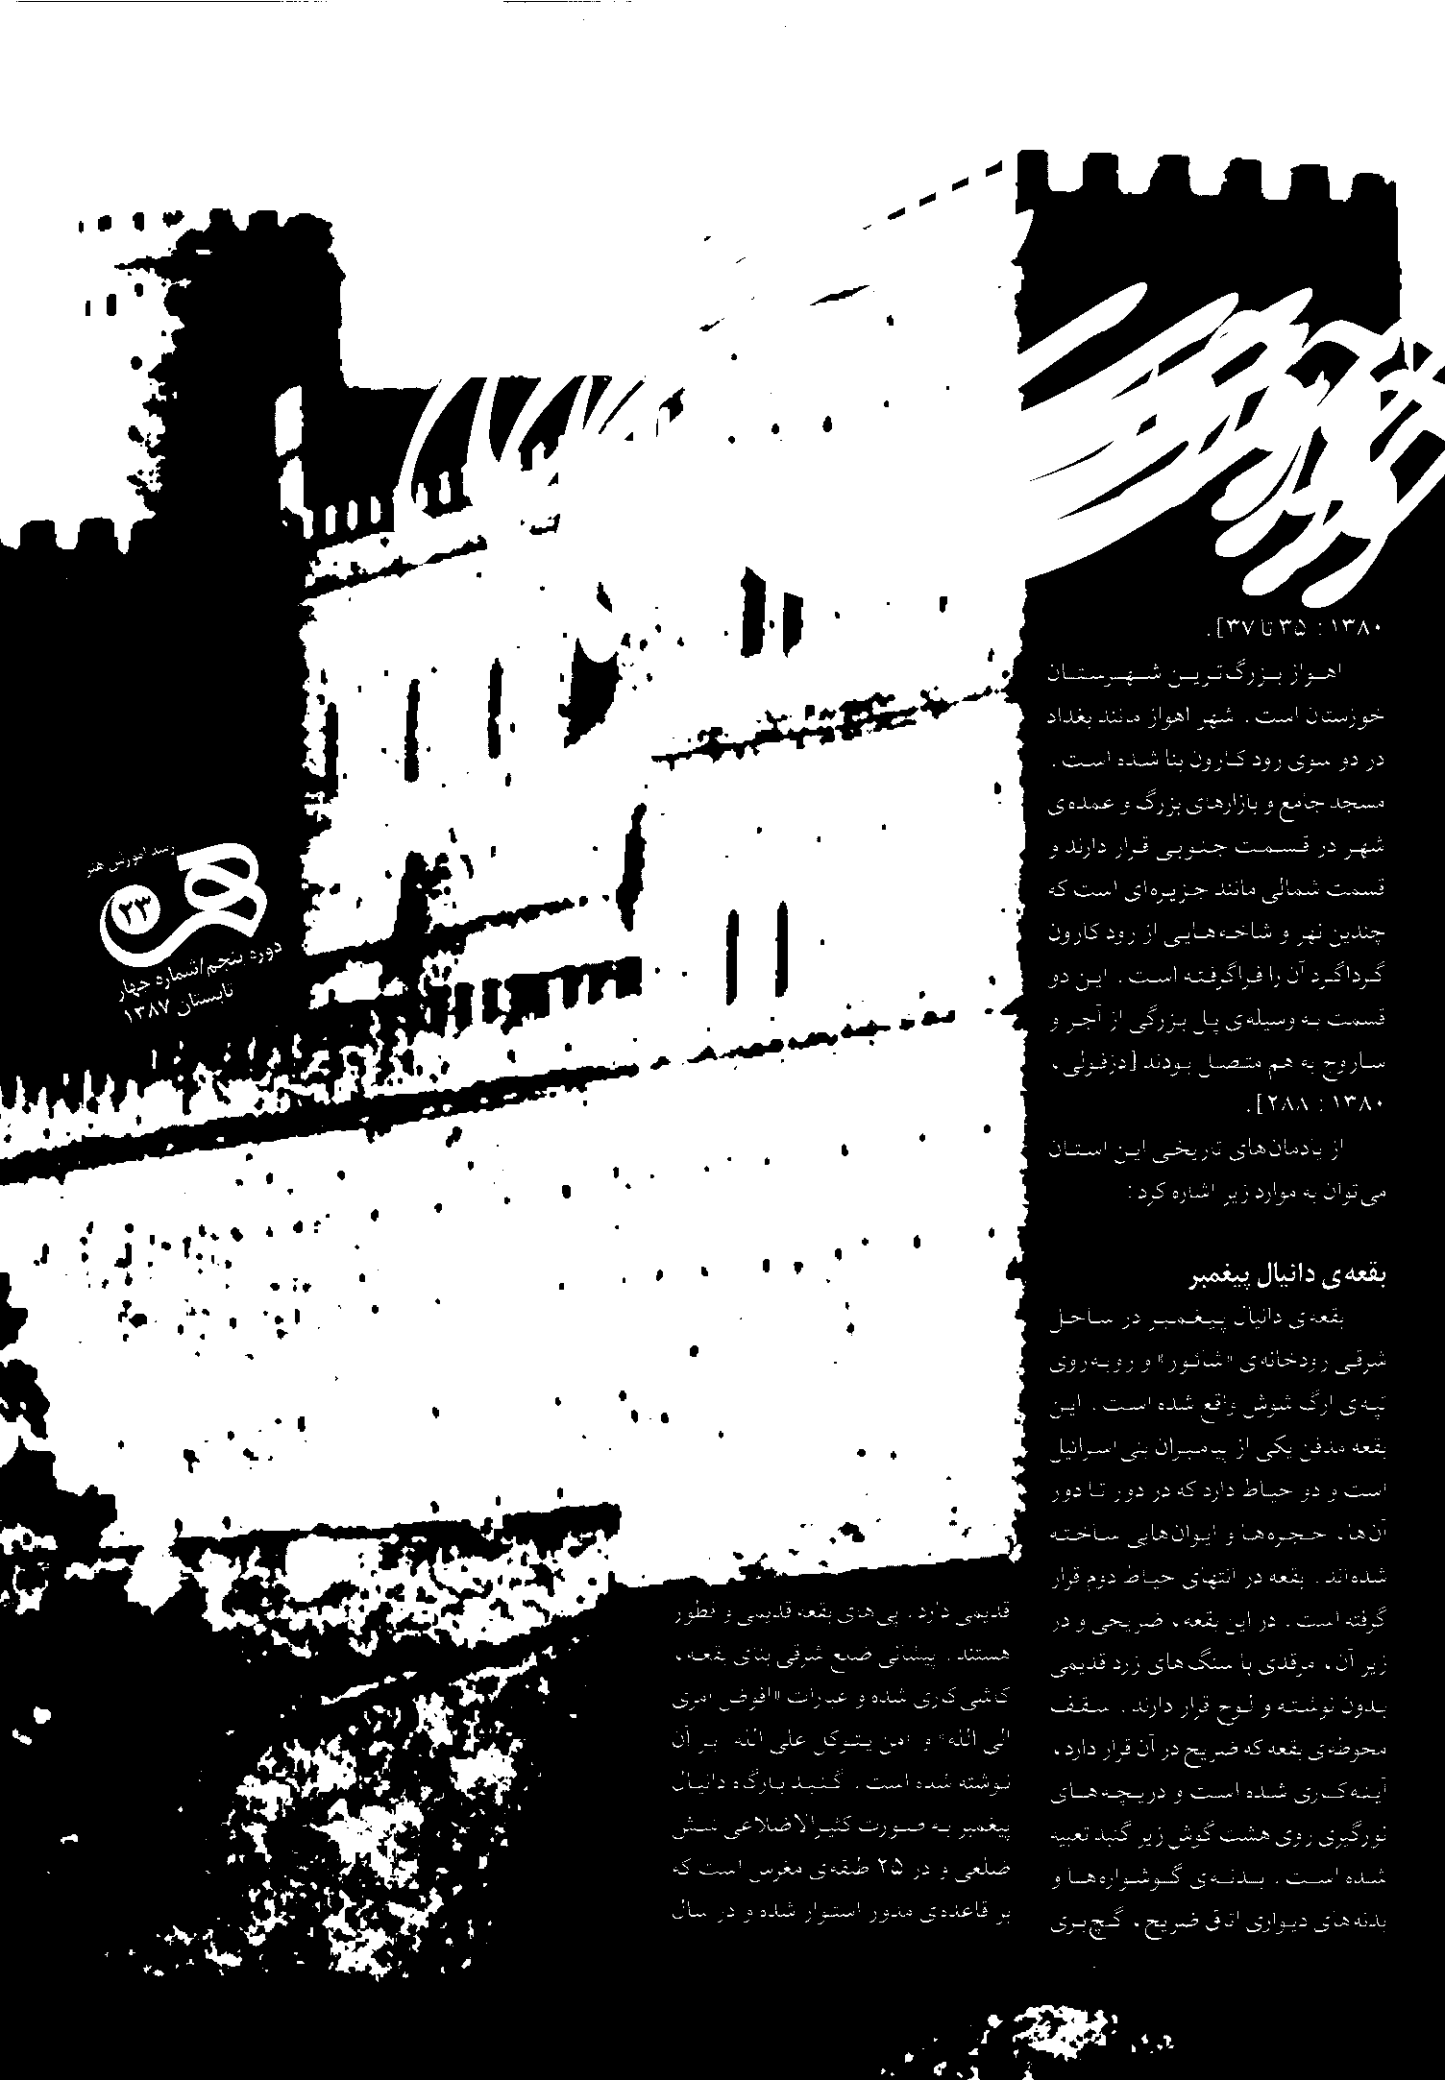 ۱۳۸۰: ۳۵ تا ۳۷].
اهواز بزرگ‌ترین شهرستان
خوزستان است. شهر اهواز مانند بغداد
در دو سوی رود کارون بنا شده است.
مسجد جامع و بازارهای بزرگ و عمده‌ی
شهر در قسمت جنوبی قرار دارند و
قسمت شمالی مانند جزیره‌ای است که
چندین نهر و شاخه‌هایی از رود کارون
گرداگرد آن را فراگرفته است. این دو
قسمت به وسیله‌ی پل بزرگی از آجر و
ساروج به هم متصل بودند [دزفولی،
۱۳۸۰: ۲۸۸].
از یادمان‌های تاریخی این استان
می‌توان به موارد زیر اشاره کرد:
بقعه‌ی دانیال پیغمبر
بقعه‌ی دانیال پیغمبر در ساحل
شرقی رودخانه‌ی «شائور» و روبه‌روی
تپه‌ی ارگ شوش واقع شده است. این
بقعه مدفن یکی از پیامبران بنی اسرائیل
است و دو حیاط دارد که در دور تا دور
آن‌ها، حجره‌ها و ایوان‌هایی ساخته
شده‌اند. بقعه در انتهای حیاط دوم قرار
گرفته است. در این بقعه، ضریحی و در
زیر آن، مرقدی با سنگ‌های زرد قدیمی
بدون نوشته و لوح قرار دارند. سقف
محوطه‌ی بقعه که ضریح در آن قرار دارد،
آینه‌کاری شده است و دریچه‌های
نورگیری روی هشت گوش زیر گنبد تعبیه
شده است. بدنه‌ی گوشواره‌ها و
بدنه‌های دیواری اتاق ضریح، گچ‌بری
قدیمی دارد. پی‌های بقعه قدیمی و قطور
هستند. پیشانی ضلع شرقی بنای بقعه،
کاشی‌کاری شده و عبارات «افوض امری
الی الله» و «من یتوکل علی الله» بر آن
نوشته شده است. گنبد بارگاه دانیال
پیغمبر به صورت کثیرالاضلاعی شش
ضلعی و در ۲۵ طبقه‌ی مضرس است که
بر قاعده‌ی مدور استوار شده و در سال
رشد آموزش هنر
۲۳
دوره پنجم/شماره چهار
تابستان ۱۳۸۷